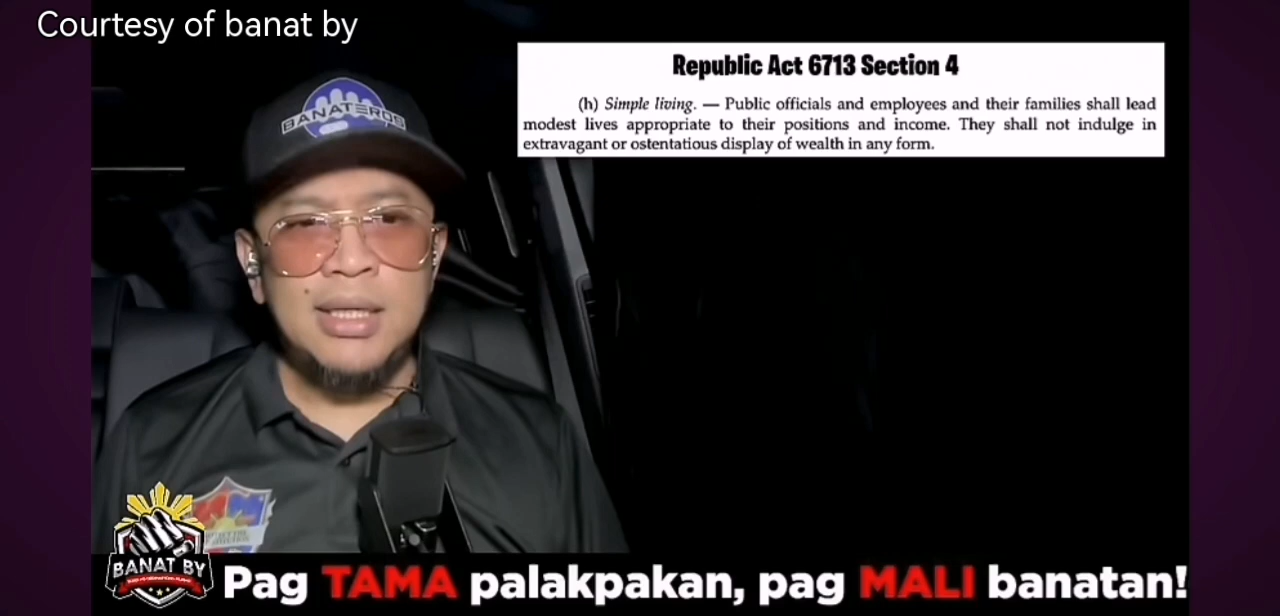 Courtesy of banat by
Republic Act 6713 Section 4
(h) Simple living. — Public officials and employees and their families shall lead
modest lives appropriate to their positions and income. They shall not indulge in
extravagant or ostentatious display of wealth in any form.
BANATEROS
BANAT BY
Pag TAMA palakpakan, pag MALI banatan!